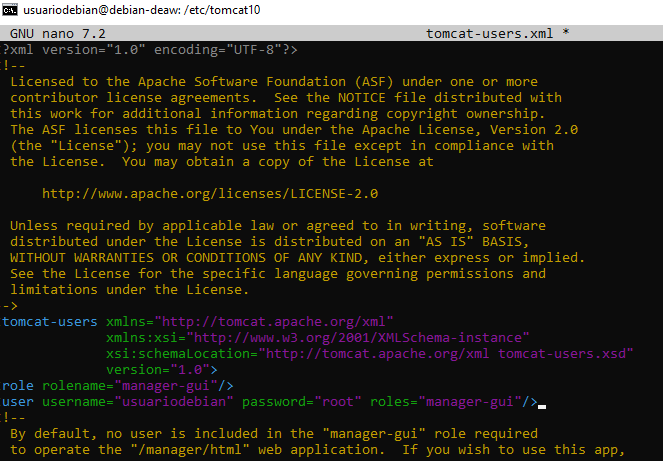 usuariodebian@debian-deaw: /etc/tomcat10
GNU nano 7.2 tomcat-users.xml *
?xml version="1.0" encoding="UTF-8"?>
!--
Licensed to the Apache Software Foundation (ASF) under one or more
contributor license agreements.  See the NOTICE file distributed with
this work for additional information regarding copyright ownership.
The ASF licenses this file to You under the Apache License, Version 2.0
(the "License"); you may not use this file except in compliance with
the License.  You may obtain a copy of the License at
http://www.apache.org/licenses/LICENSE-2.0
Unless required by applicable law or agreed to in writing, software
distributed under the License is distributed on an "AS IS" BASIS,
WITHOUT WARRANTIES OR CONDITIONS OF ANY KIND, either express or implied.
See the License for the specific language governing permissions and
limitations under the License.
->
tomcat-users xmlns="http://tomcat.apache.org/xml"
xmlns:xsi="http://www.w3.org/2001/XMLSchema-instance"
xsi:schemaLocation="http://tomcat.apache.org/xml tomcat-users.xsd"
version="1.0">
role rolename="manager-gui"/>
user username="usuariodebian" password="root" roles="manager-gui"/>
!--
By default, no user is included in the "manager-gui" role required
to operate the "/manager/html" web application.  If you wish to use this app,